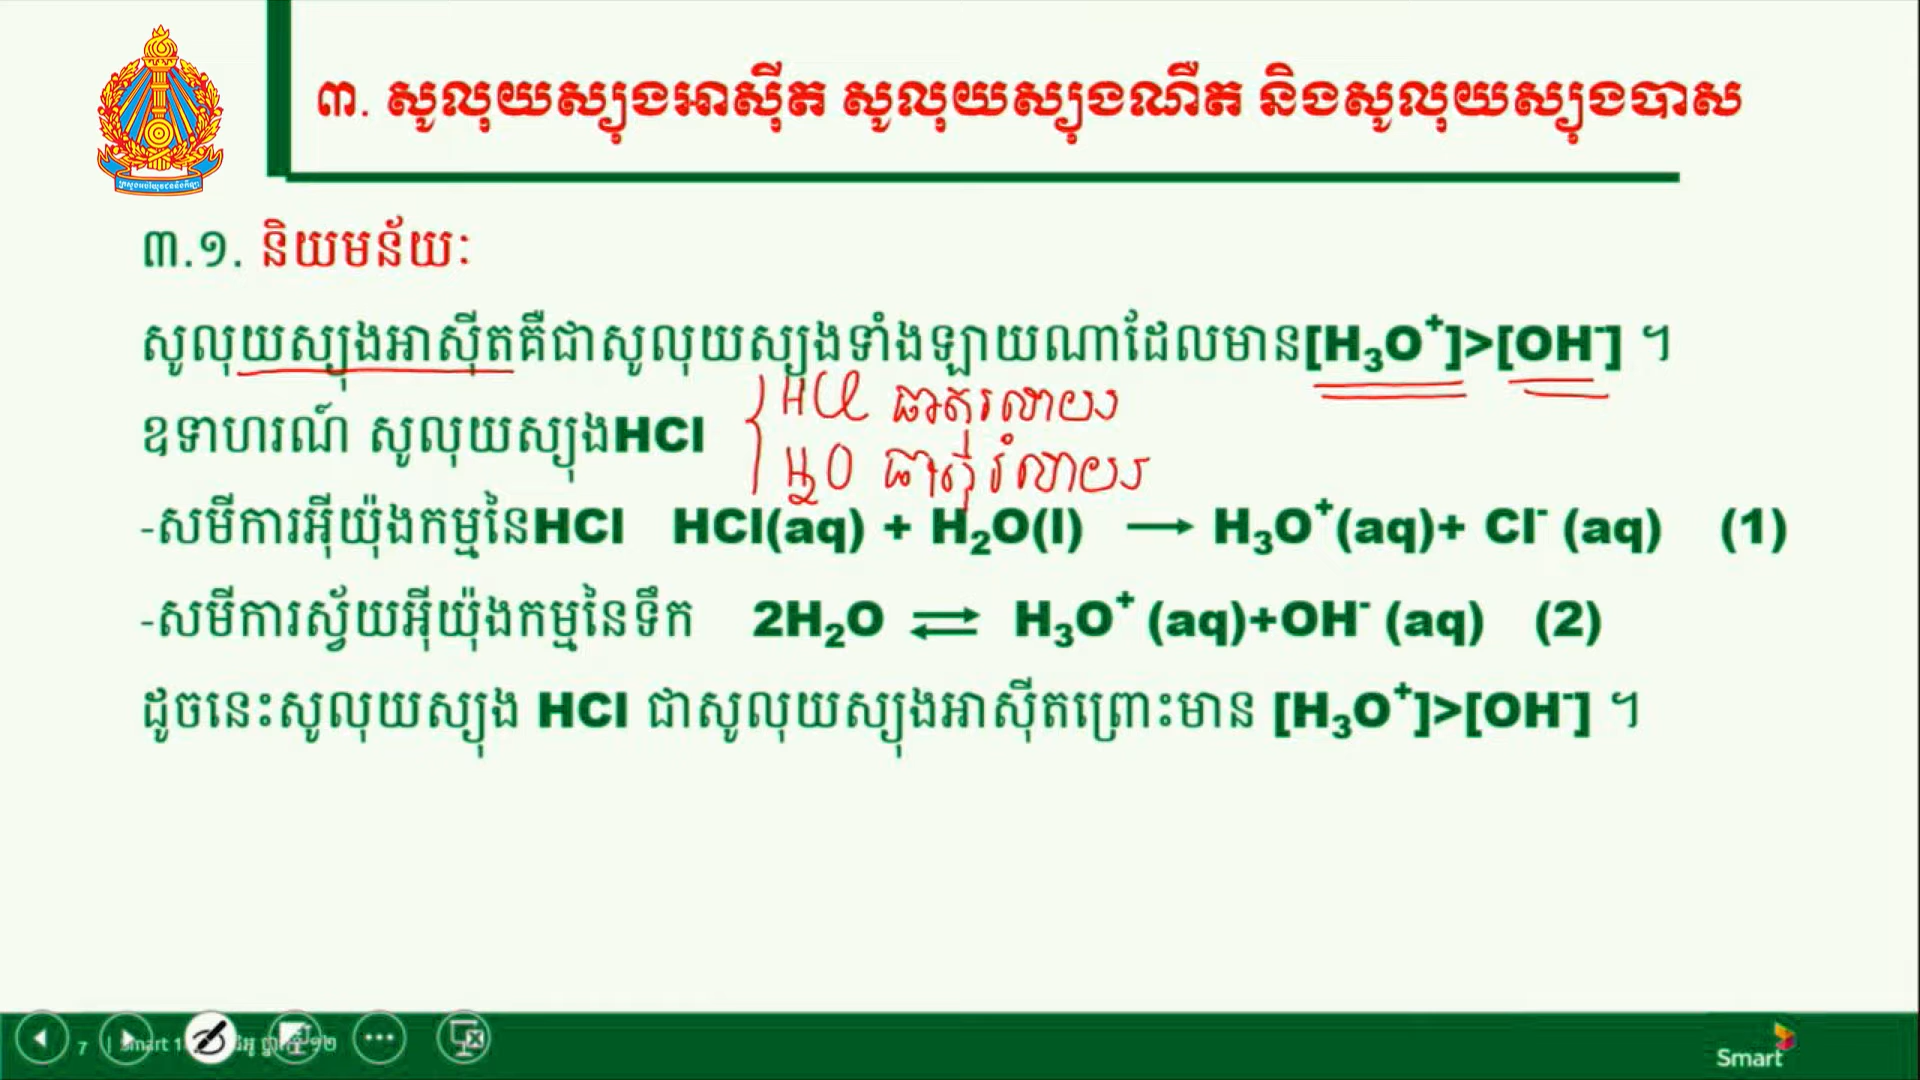 ៣. សូលុយស្យុងអាស៊ីត សូលុយស្យុងណឺត និងសូលុយស្យុងបាស
៣.១. និយមន័យៈ
សូលុយស្យុងអាស៊ីតគឺជាសូលុយស្យុងទាំងឡាយណាដែលមាន[H₃O⁺]>[OH⁻] ។
HCl ធាតុរលាយ
ឧទាហរណ៍ សូលុយស្យុងHCl
H₂O ធាតុរំលាយ
-សមីការអ៊ីយ៉ុងកម្មនៃHCl HCl(aq) + H₂O(l) → H₃O⁺(aq)+ Cl⁻ (aq) (1)
-សមីការស្វ័យអ៊ីយ៉ុងកម្មនៃទឹក 2H₂O ⇌ H₃O⁺ (aq)+OH⁻ (aq) (2)
ដូចនេះសូលុយស្យុង HCl ជាសូលុយស្យុងអាស៊ីតព្រោះមាន [H₃O⁺]>[OH⁻] ។
7 | Smart
Smart